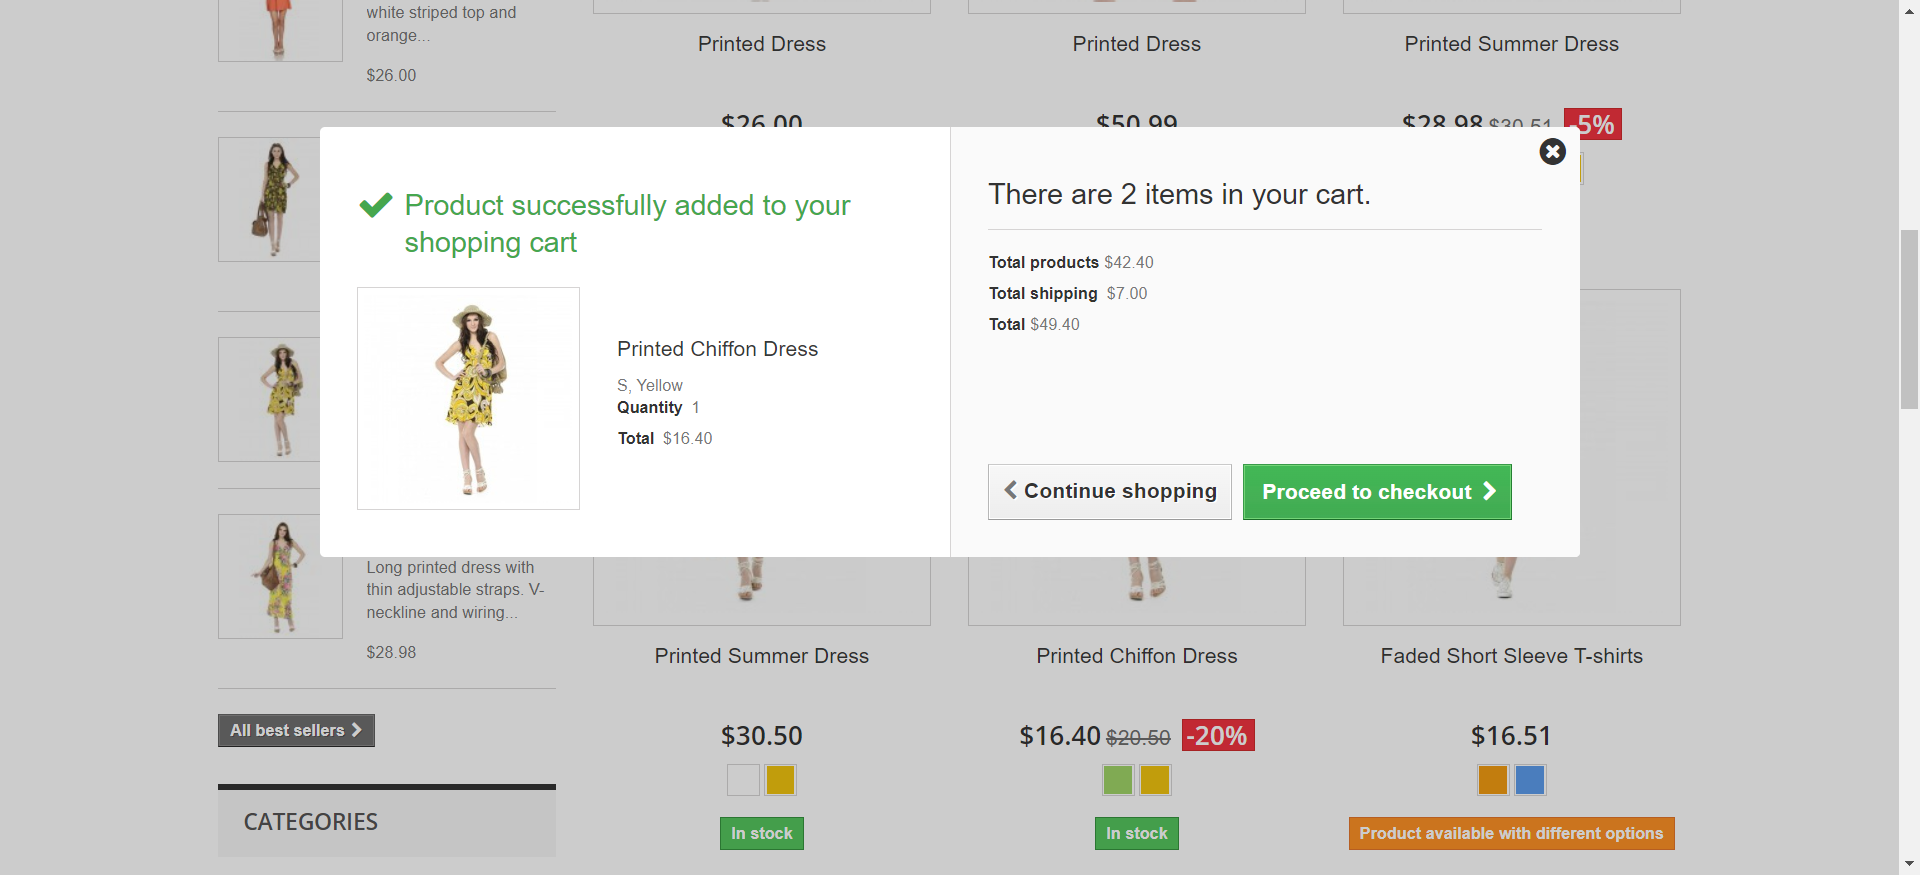 white striped top and
orange...
$26.00
Printed Dress
Printed Dress
Printed Summer Dress
$26.00
$50.99
$28.98 $30.51 -5%
Product successfully added to your
shopping cart
Printed Chiffon Dress
S, Yellow
Quantity 1
Total $16.40
There are 2 items in your cart.
Total products $42.40
Total shipping $7.00
Total $49.40
Continue shopping
Proceed to checkout
Long printed dress with
thin adjustable straps. V-
neckline and wiring...
$28.98
All best sellers
CATEGORIES
Printed Summer Dress
$30.50
In stock
Printed Chiffon Dress
$16.40 $20.50 -20%
In stock
Faded Short Sleeve T-shirts
$16.51
Product available with different options